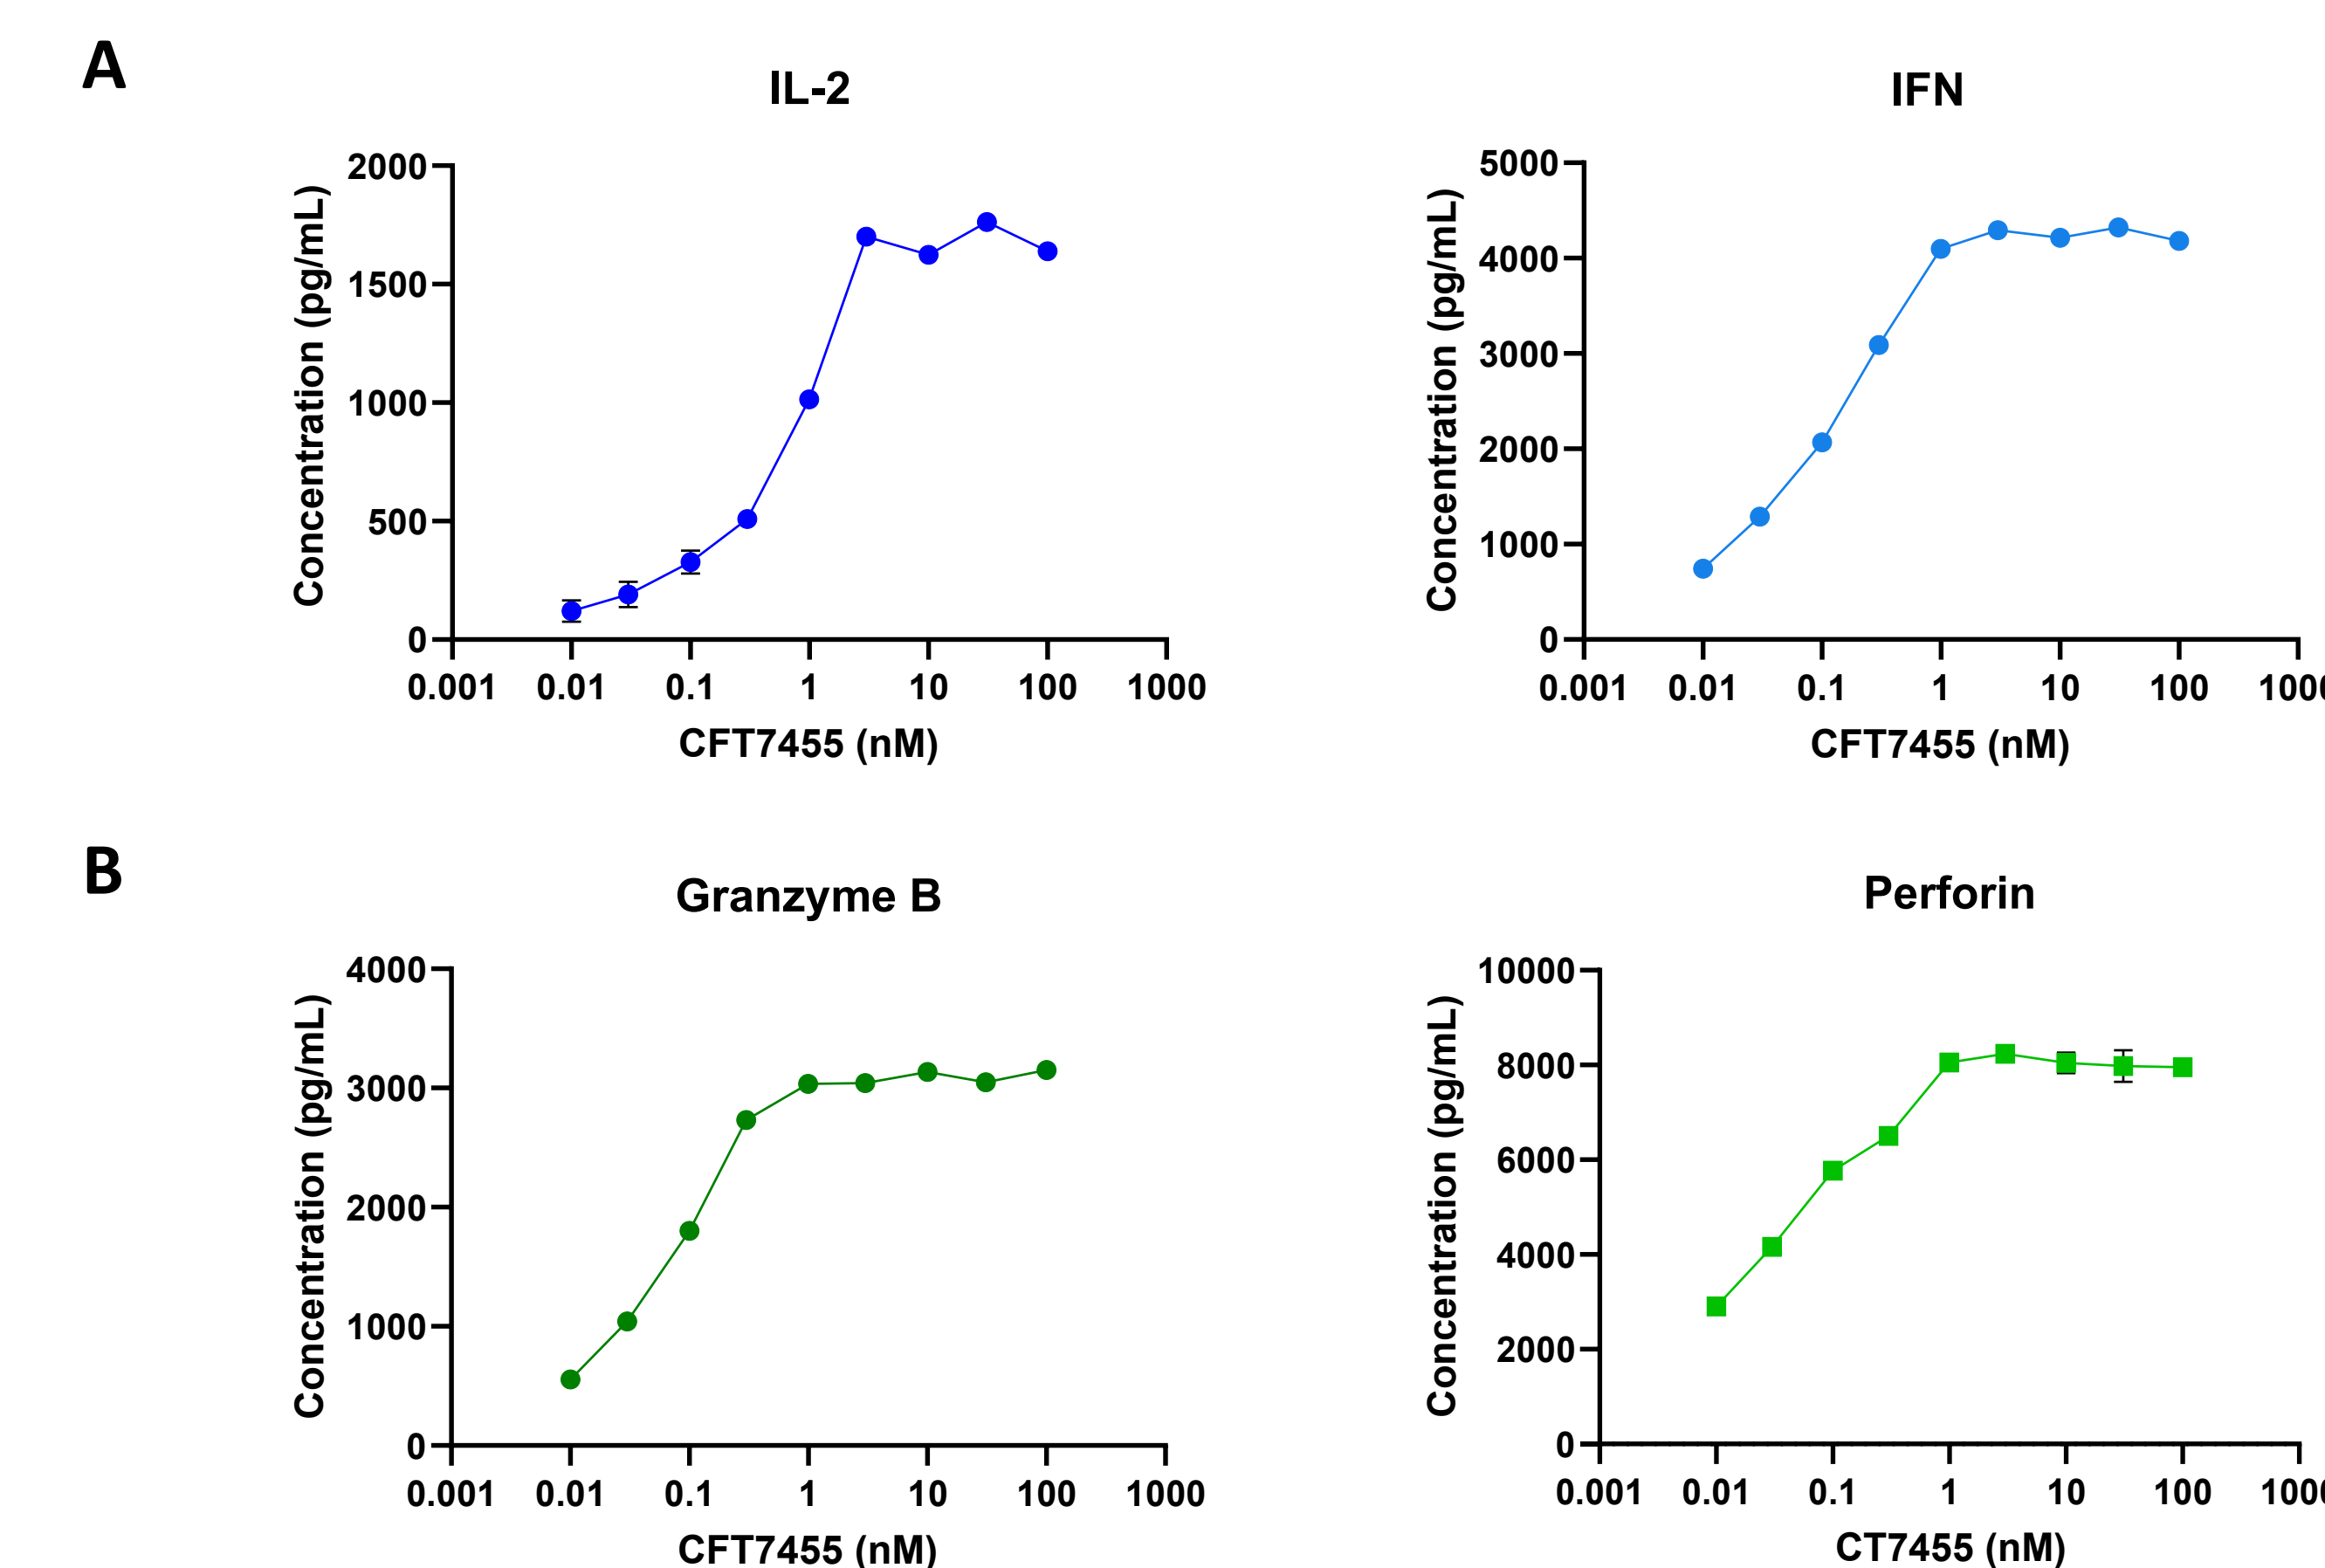 A
IL-2
Concentration (pg/mL)
2000
1500
1000
500
0
0.001 0.01 0.1 1 10 100 1000
CFT7455 (nM)
IFN
Concentration (pg/mL)
5000
4000
3000
2000
1000
0
0.001 0.01 0.1 1 10 100 1000
CFT7455 (nM)
B
Granzyme B
Concentration (pg/mL)
4000
3000
2000
1000
0
0.001 0.01 0.1 1 10 100 1000
CFT7455 (nM)
Perforin
Concentration (pg/mL)
10000
8000
6000
4000
2000
0
0.001 0.01 0.1 1 10 100 1000
CT7455 (nM)